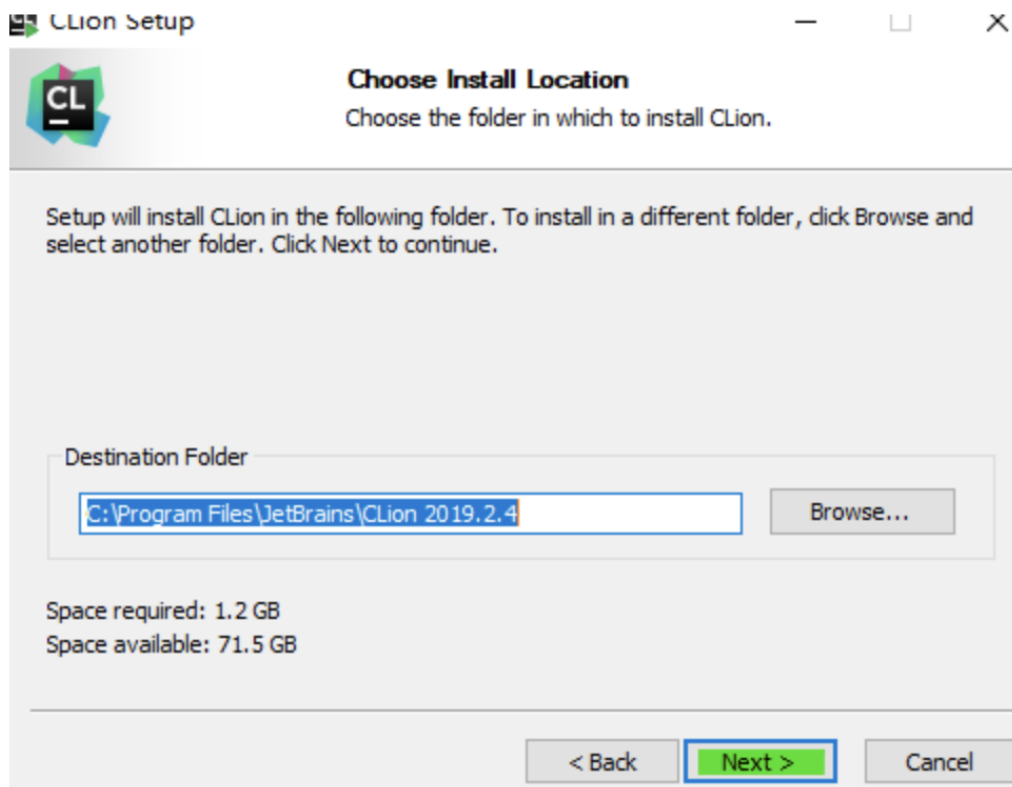 CLion Setup
CL
Choose Install Location
Choose the folder in which to install CLion.
Setup will install CLion in the following folder. To install in a different folder, click Browse and
select another folder. Click Next to continue.
Destination Folder
C:\Program Files\JetBrains\CLion 2019.2.4
Browse...
Space required: 1.2 GB
Space available: 71.5 GB
< Back
Next >
Cancel